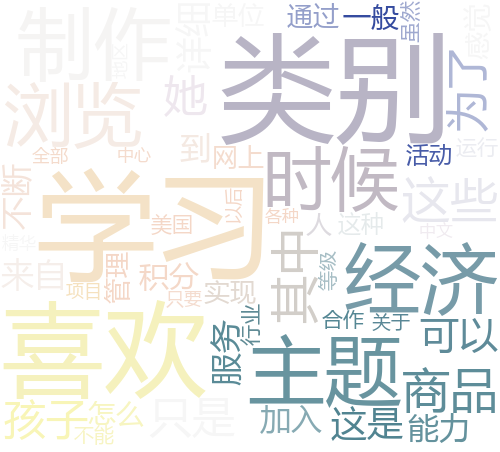 制作
详细
单位
通过
一般
虽然
感觉
地区
类别
浏览
她
为了
到
全部
中心
网上
时候
活动
运行
不断
学习
以后
各种
这些
美国
人
这种
中文
精华
来自
管理
积分
其中
等级
经济
项目
只要
实现
喜欢
服务
行业
合作
关于
可以
主题
商品
孩子
怎么
不能
只是
加入
这是
能力